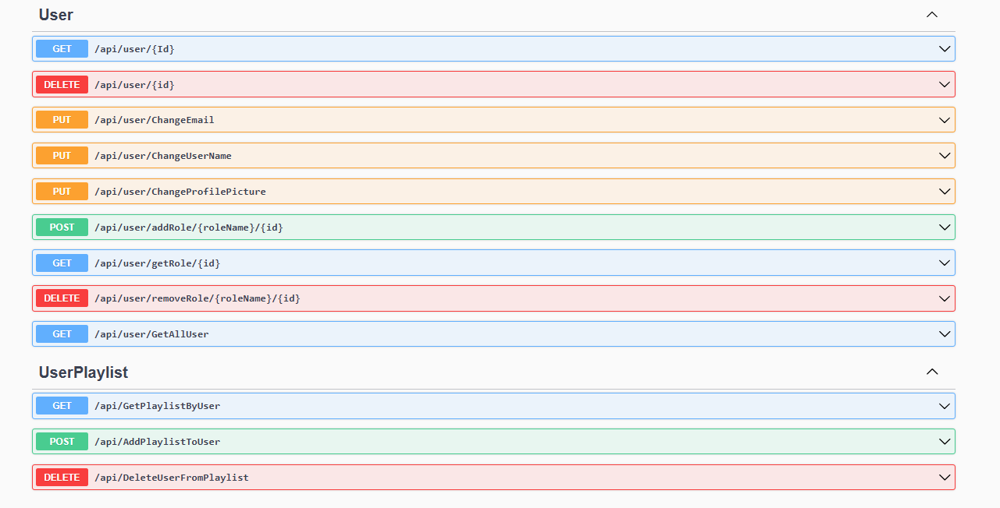 User
GET /api/user/{Id}
DELETE /api/user/{id}
PUT /api/user/ChangeEmail
PUT /api/user/ChangeUserName
PUT /api/user/ChangeProfilePicture
POST /api/user/addRole/{roleName}/{id}
GET /api/user/getRole/{id}
DELETE /api/user/removeRole/{roleName}/{id}
GET /api/user/GetAllUser
UserPlaylist
GET /api/GetPlaylistByUser
POST /api/AddPlaylistToUser
DELETE /api/DeleteUserFromPlaylist